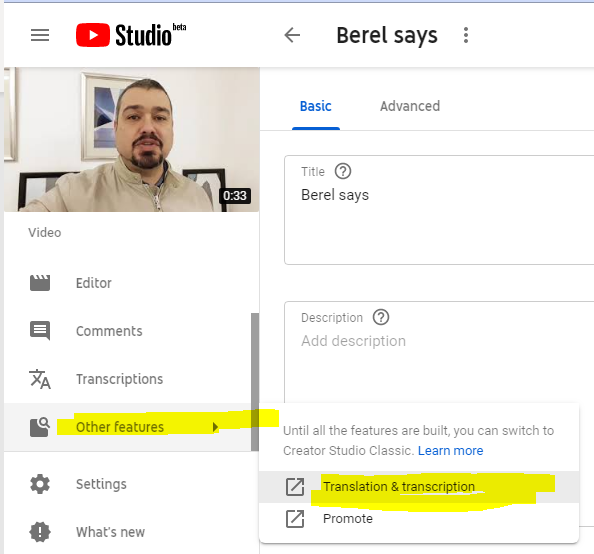 Studio beta
Berel says
Basic
Advanced
0:33
Title
Berel says
Video
Editor
Comments
Transcriptions
Other features
Settings
What's new
Description
Add description
Until all the features are built, you can switch to
Creator Studio Classic. Learn more
Translation & transcription
Promote